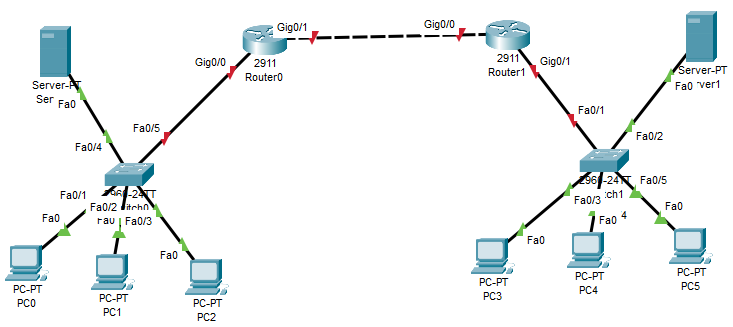 Gig0/1
Gig0/0
2911
Router0
Gig0/0
2911
Router1
Gig0/1
Server-PT
Fa0
Server-PT
Fa0
Fa0/5
Fa0/4
Fa0/1
Fa0/2
Fa0/1
Fa0/2
Fa0/3
Fa0
Fa0
Fa0
Fa0/3
Fa0/5
Fa0
Fa0
Fa0
PC-PT
PC0
PC-PT
PC1
PC-PT
PC2
PC-PT
PC3
PC-PT
PC4
PC-PT
PC5